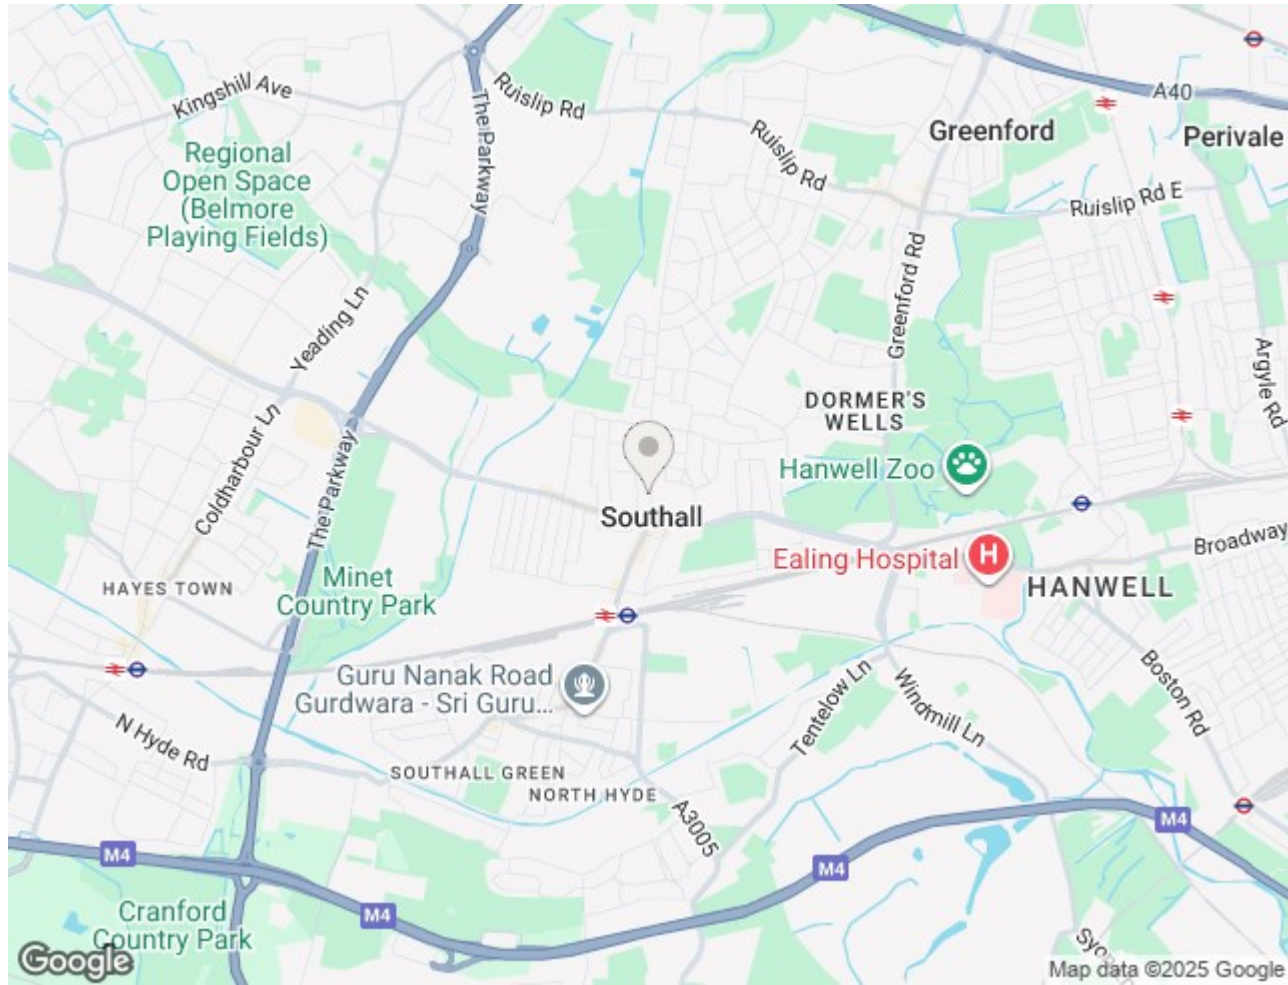 Kingshill Ave
The Parkway
Ruislip Rd
Ruislip Rd
A40
Greenford
Perivale
Regional
Open Space
(Belmore
Playing Fields)
Ruislip Rd E
Greenford Rd
Yeading Ln
Argyle Rd
Coldharbour Ln
The Parkway
DORMER'S
WELLS
Hanwell Zoo
Southall
Broadway
Ealing Hospital
H
HANWELL
HAYES TOWN
Minet
Country Park
Guru Nanak Road
Gurdwara - Sri Guru...
Tentelow Ln
Windmill Ln
Boston Rd
N Hyde Rd
SOUTHALL GREEN
NORTH HYDE
A3005
M4
M4
M4
M4
Cranford
Country Park
Google
Map data ©2025 Google